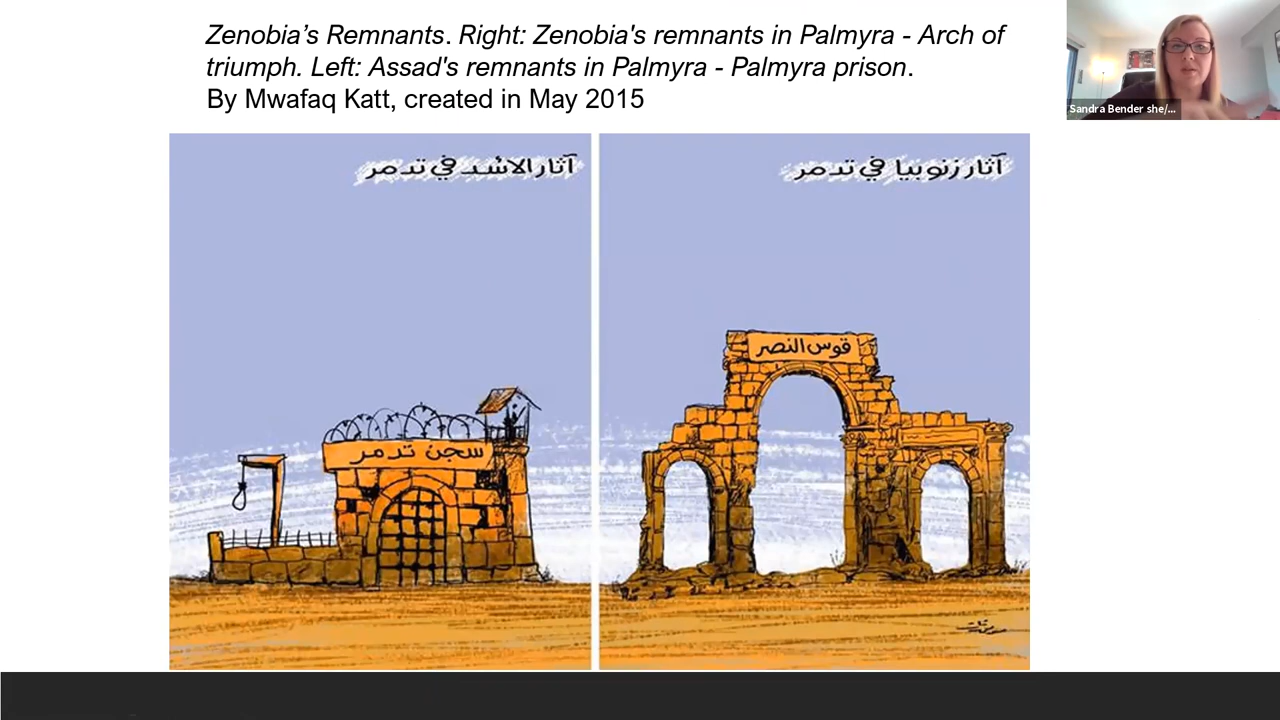 Zenobia’s Remnants. Right: Zenobia's remnants in Palmyra - Arch of
triumph. Left: Assad's remnants in Palmyra - Palmyra prison.
By Mwafaq Katt, created in May 2015
Sandra Bender she/...
آثار زنوبيا في تدمر
قوس النصر
آثار الاسد في تدمر
سجن تدمر